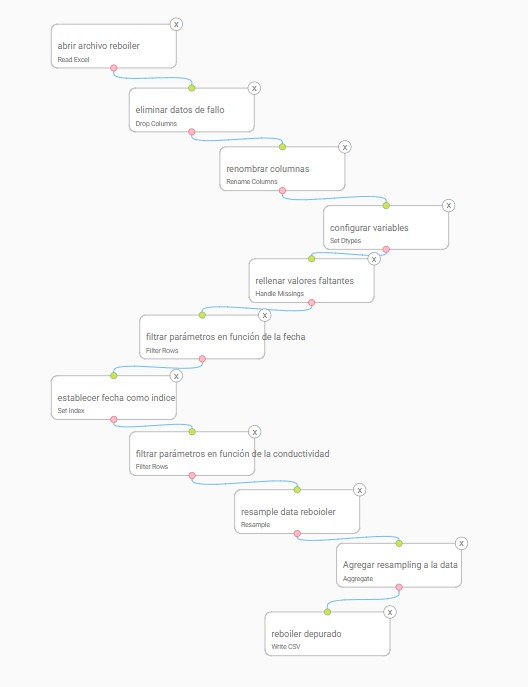 x
abrir archivo reboiler
Read Excel
x
eliminar datos de fallo
Drop Columns
x
renombrar columnas
Rename Columns
x
configurar variables
Set Dtypes
x
rellenar valores faltantes
Handle Missings
x
filtrar parámetros en función de la fecha
Filter Rows
x
establecer fecha como indice
Set Index
x
filtrar parámetros en función de la conductividad
Filter Rows
x
resample data reboioler
Resample
x
Agregar resampling a la data
Aggregate
x
reboiler depurado
Write CSV